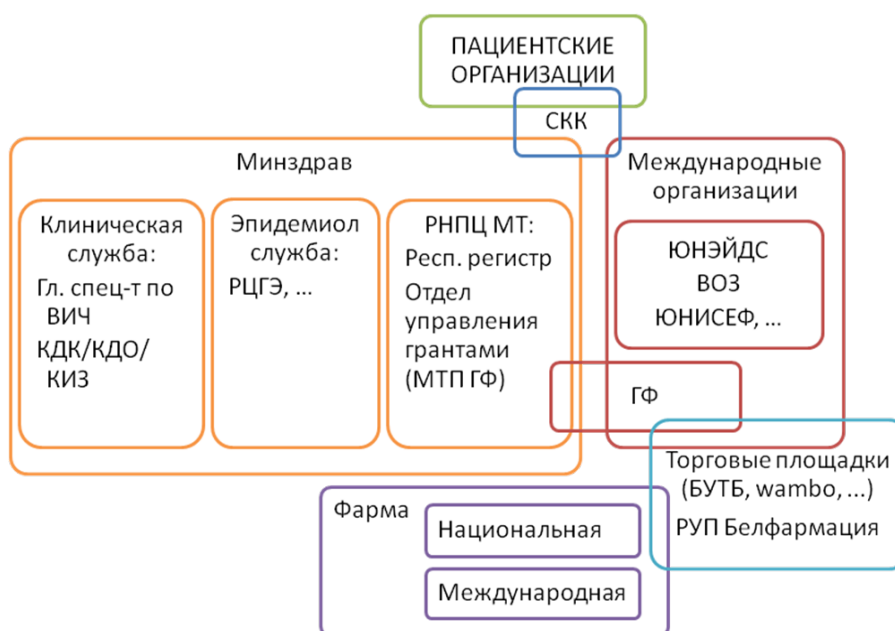 ПАЦИЕНТСКИЕ
ОРГАНИЗАЦИИ
СКК
Минздрав
Клиническая
служба:
Гл. спец-т по
ВИЧ
КДК/КДО/
КИЗ
Эпидемиол
служба:
РЦГЭ, ...
РНПЦ МТ:
Респ. регистр
Отдел
управления
грантами
(МТП ГФ)
Международные
организации
ЮНЭЙДС
ВОЗ
ЮНИСЕФ, ...
ГФ
Торговые площадки
(БУТБ, wambo, ...)
РУП Белфармация
Фарма
Национальная
Международная